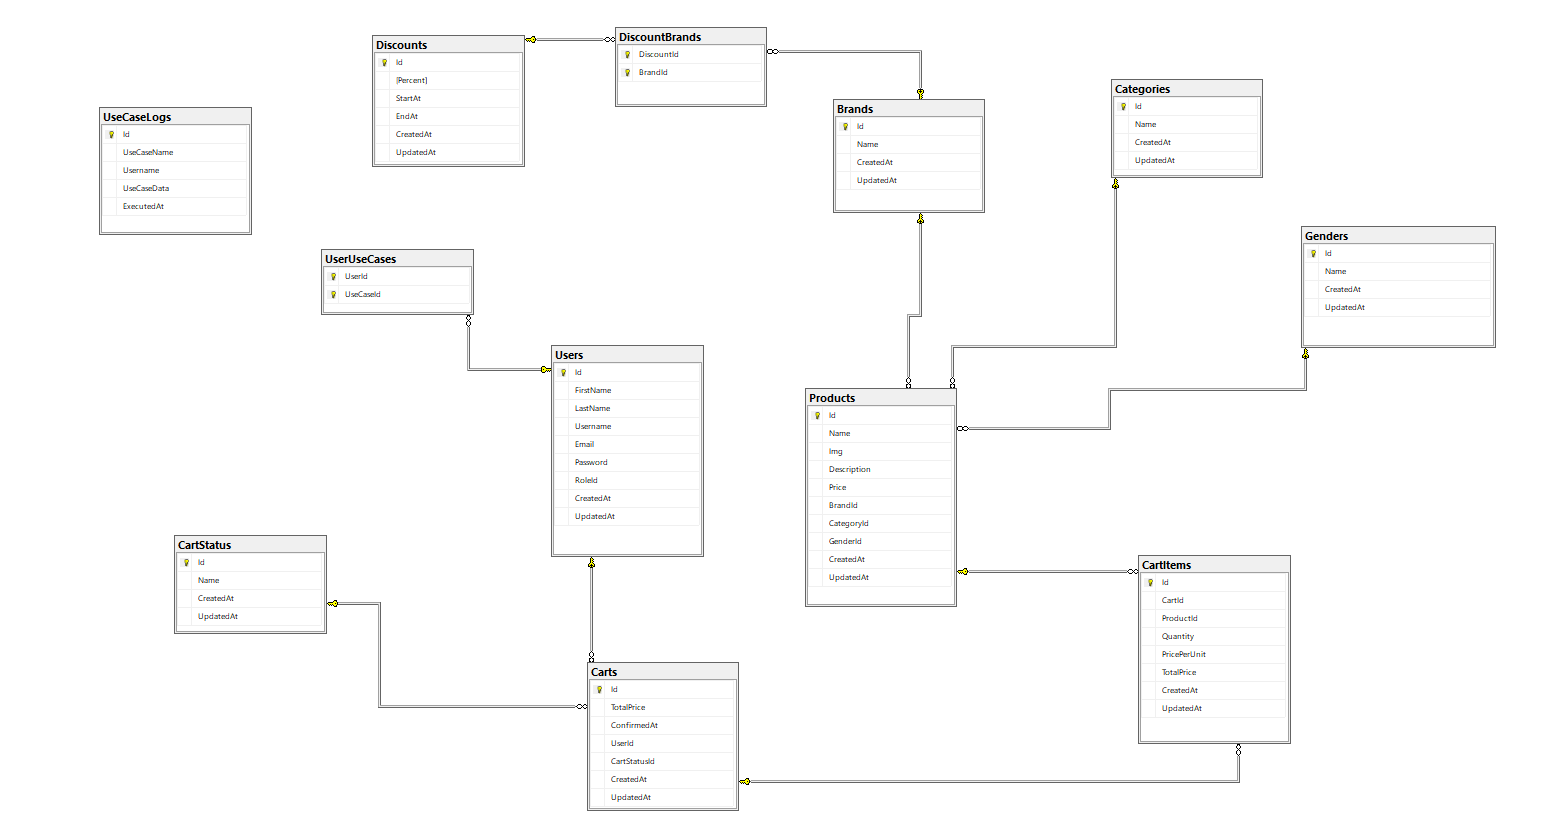 Discounts
Id
[Percent]
StartAt
EndAt
CreatedAt
UpdatedAt
DiscountBrands
DiscountId
BrandId
Brands
Id
Name
CreatedAt
UpdatedAt
Categories
Id
Name
CreatedAt
UpdatedAt
UseCaseLogs
Id
UseCaseName
Username
UseCaseData
ExecutedAt
Genders
Id
Name
CreatedAt
UpdatedAt
UserUseCases
UserId
UseCaseId
Users
Id
FirstName
LastName
Username
Email
Password
RoleId
CreatedAt
UpdatedAt
Products
Id
Name
Img
Description
Price
BrandId
CategoryId
GenderId
CreatedAt
UpdatedAt
CartStatus
Id
Name
CreatedAt
UpdatedAt
CartItems
Id
CartId
ProductId
Quantity
PricePerUnit
TotalPrice
CreatedAt
UpdatedAt
Carts
Id
TotalPrice
ConfirmedAt
UserId
CartStatusId
CreatedAt
UpdatedAt